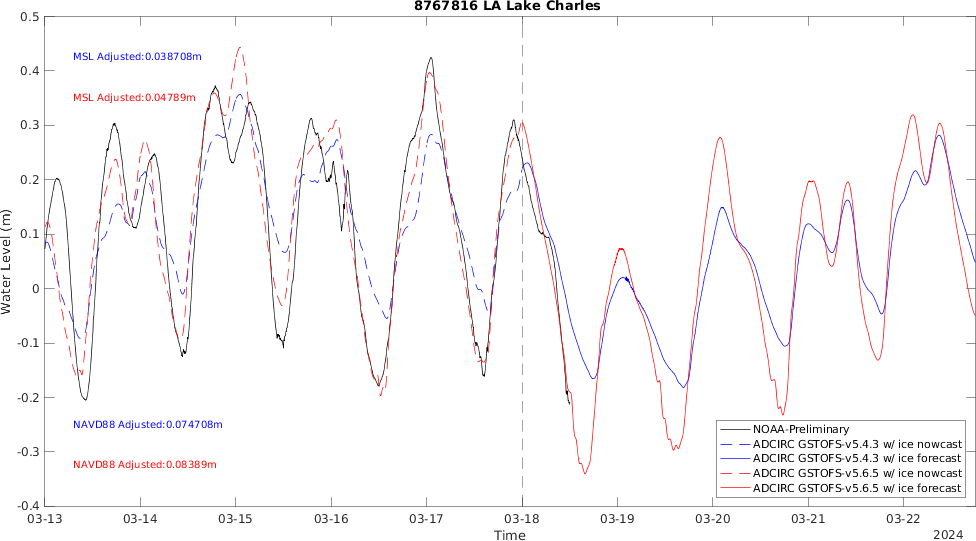 8767816 LA Lake Charles
0.5
0.4
0.3
0.2
0.1
0
-0.1
-0.2
-0.3
-0.4
Water Level (m)
MSL Adjusted:0.038708m
MSL Adjusted:0.04789m
NAVD88 Adjusted:0.074708m
NAVD88 Adjusted:0.08389m
NOAA-Preliminary
ADCIRC GSTOFS-v5.4.3 w/ ice nowcast
ADCIRC GSTOFS-v5.4.3 w/ ice forecast
ADCIRC GSTOFS-v5.6.5 w/ ice nowcast
ADCIRC GSTOFS-v5.6.5 w/ ice forecast
03-13 03-14 03-15 03-16 03-17 03-18 03-19 03-20 03-21 03-22
Time
2024